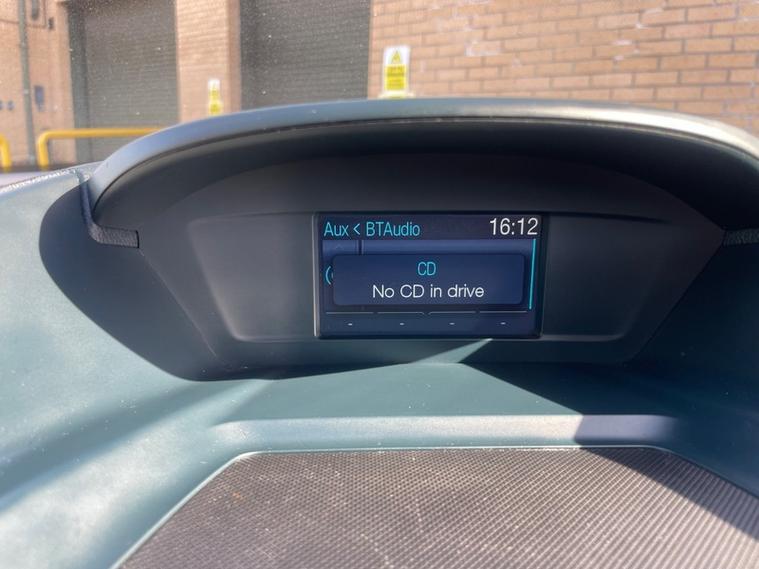 Aux < BTAudio 16:12
CD
No CD in drive